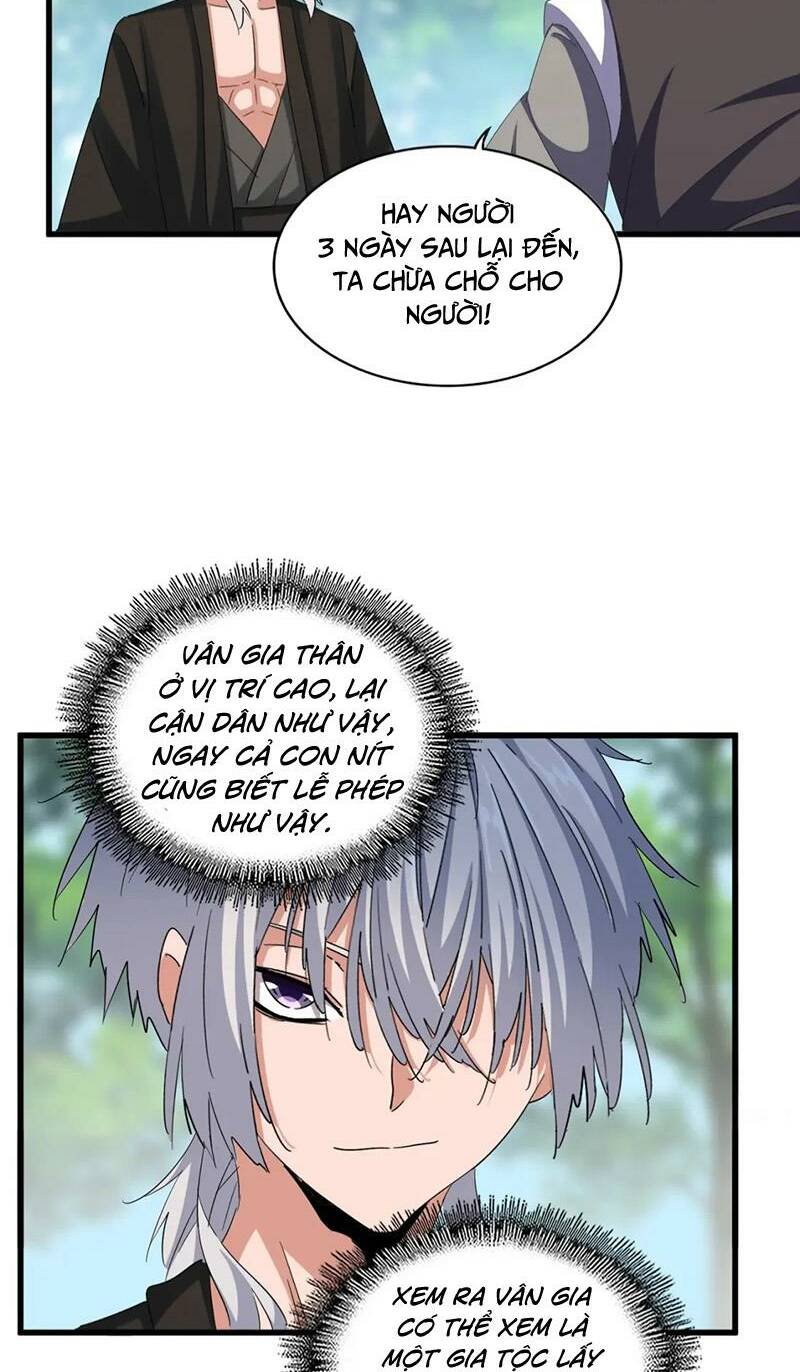 HAY NGƯỜI
3 NGÀY SAU LẠI ĐẾN,
TA CHỪA CHỖ CHO
NGƯỜI!
VÂN GIA THÂN
Ở VỊ TRÍ CAO, LẠI
CẬN DÂN NHƯ VẬY,
NGAY CẢ CON NÍT
CŨNG BIẾT LỄ PHÉP
NHƯ VẬY.
XEM RA VÂN GIA
CÓ THỂ XEM LÀ
MỘT GIA TỘC LẤY